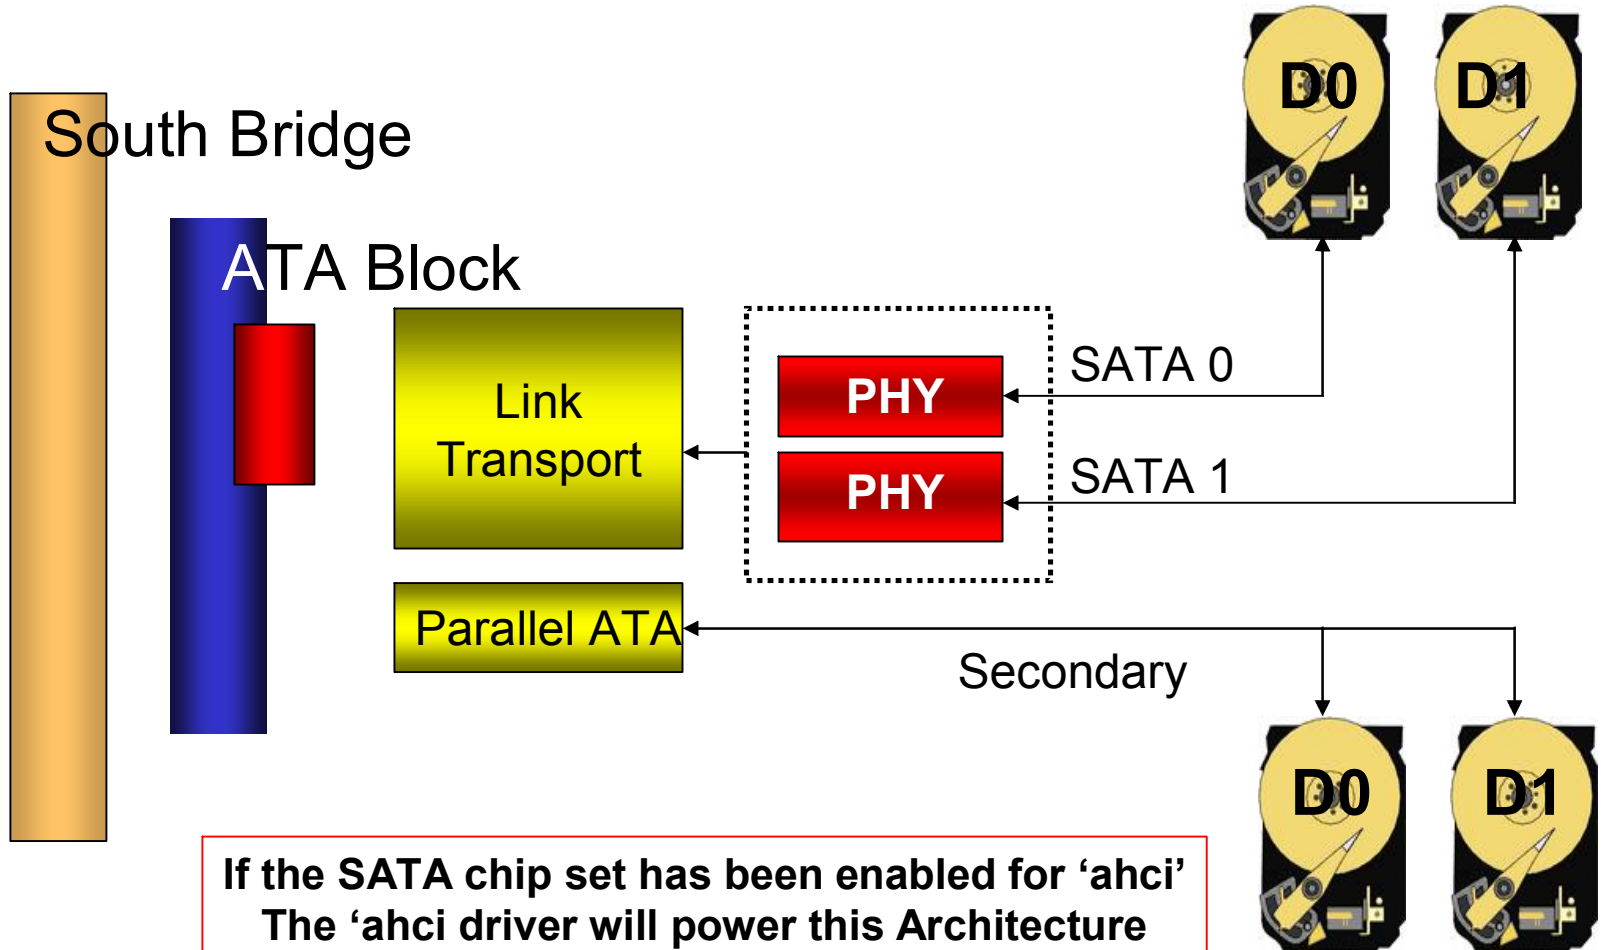 D0 D1
South Bridge
ATA Block
Link
Transport
PHY
SATA 0
PHY
SATA 1
Parallel ATA
Secondary
D0 D1
If the SATA chip set has been enabled for ‘ahci’
The ‘ahci driver will power this Architecture